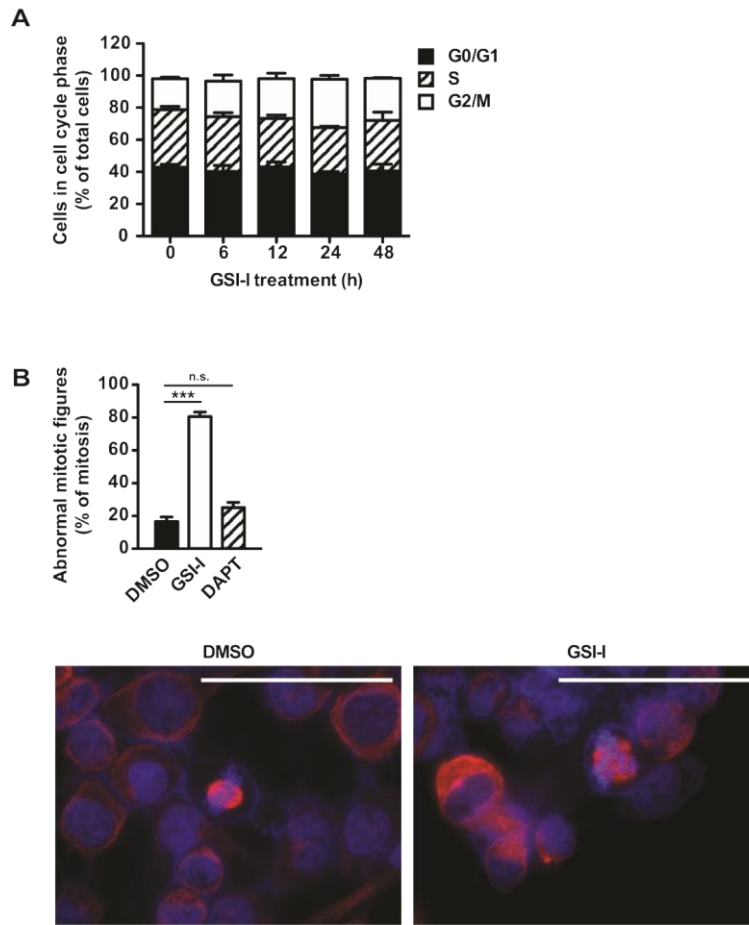 A
Cells in cell cycle phase
(% of total cells)
120
100
80
60
40
20
0
0 6 12 24 48
GSI-I treatment (h)
G0/G1
S
G2/M
B
Abnormal mitotic figures
(% of mitosis)
100
80
60
40
20
0
n.s.
***
DMSO GSI-I DAPT
DMSO GSI-I